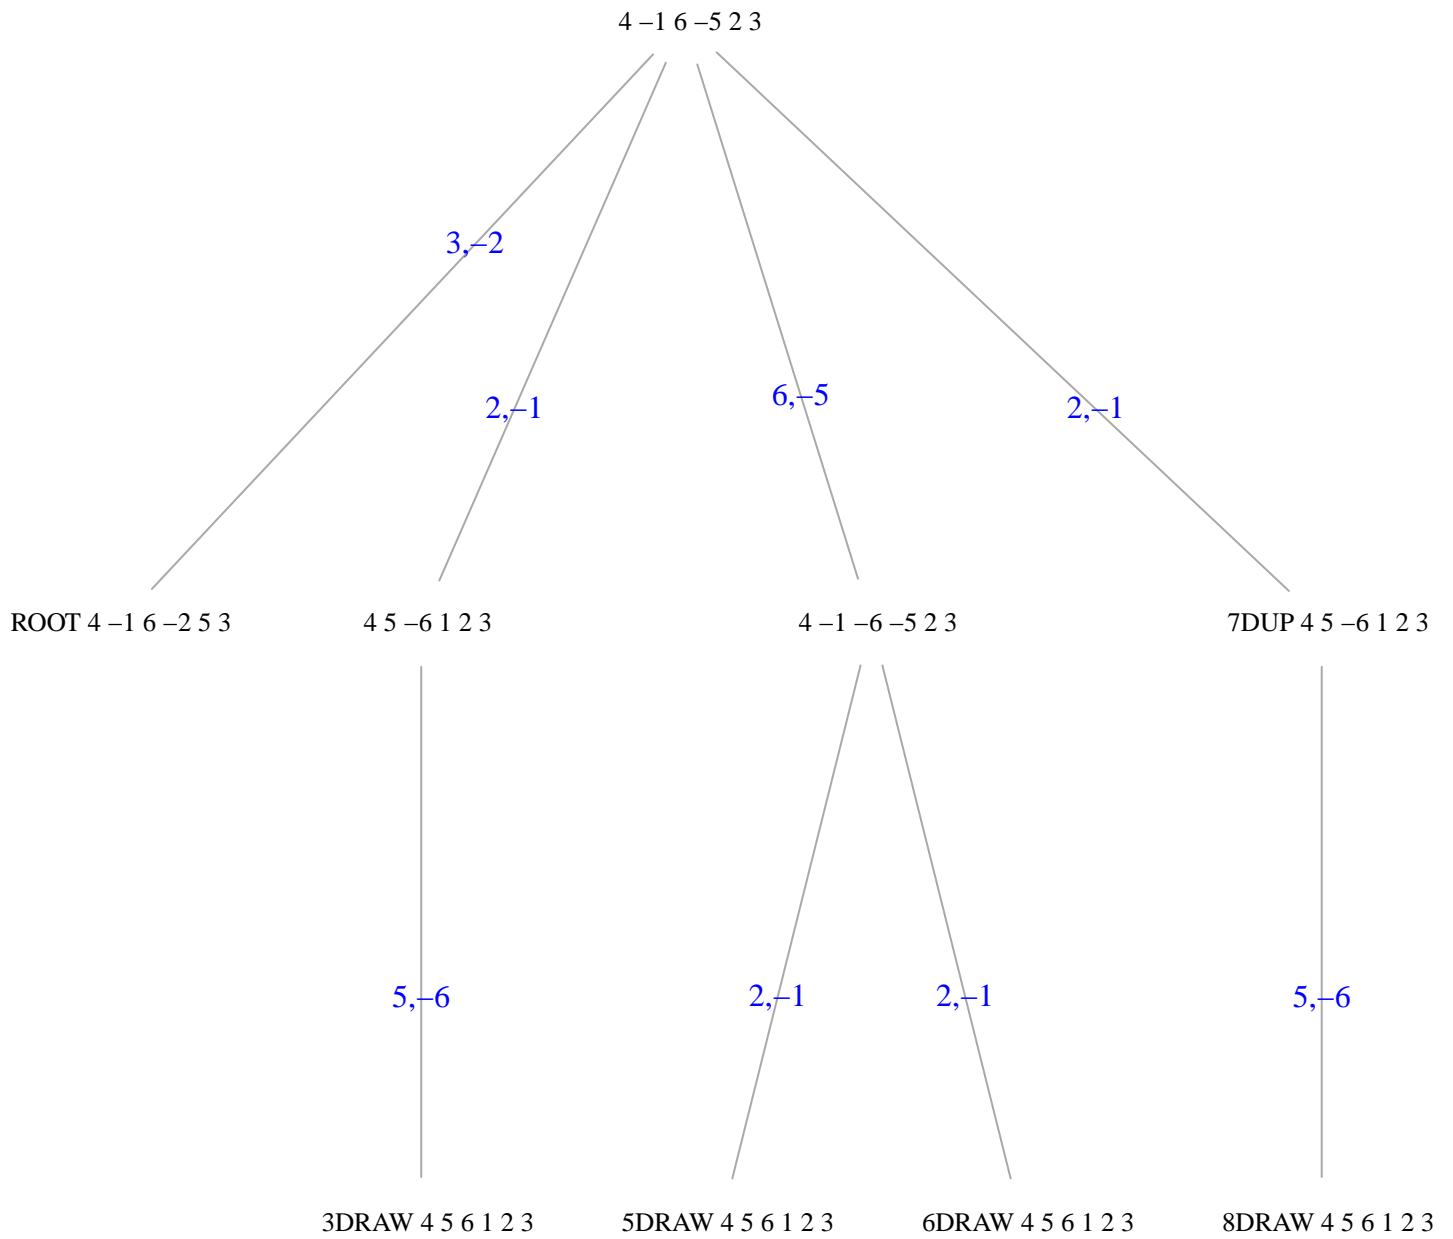 4 –1 6 –5 2 3
3,–2
2,–1
6,–5
2,–1
ROOT 4 –1 6 –2 5 3
4 5 –6 1 2 3
4 –1 –6 –5 2 3
7DUP 4 5 –6 1 2 3
5,–6
2,–1
2,–1
5,–6
3DRAW 4 5 6 1 2 3
5DRAW 4 5 6 1 2 3
6DRAW 4 5 6 1 2 3
8DRAW 4 5 6 1 2 3